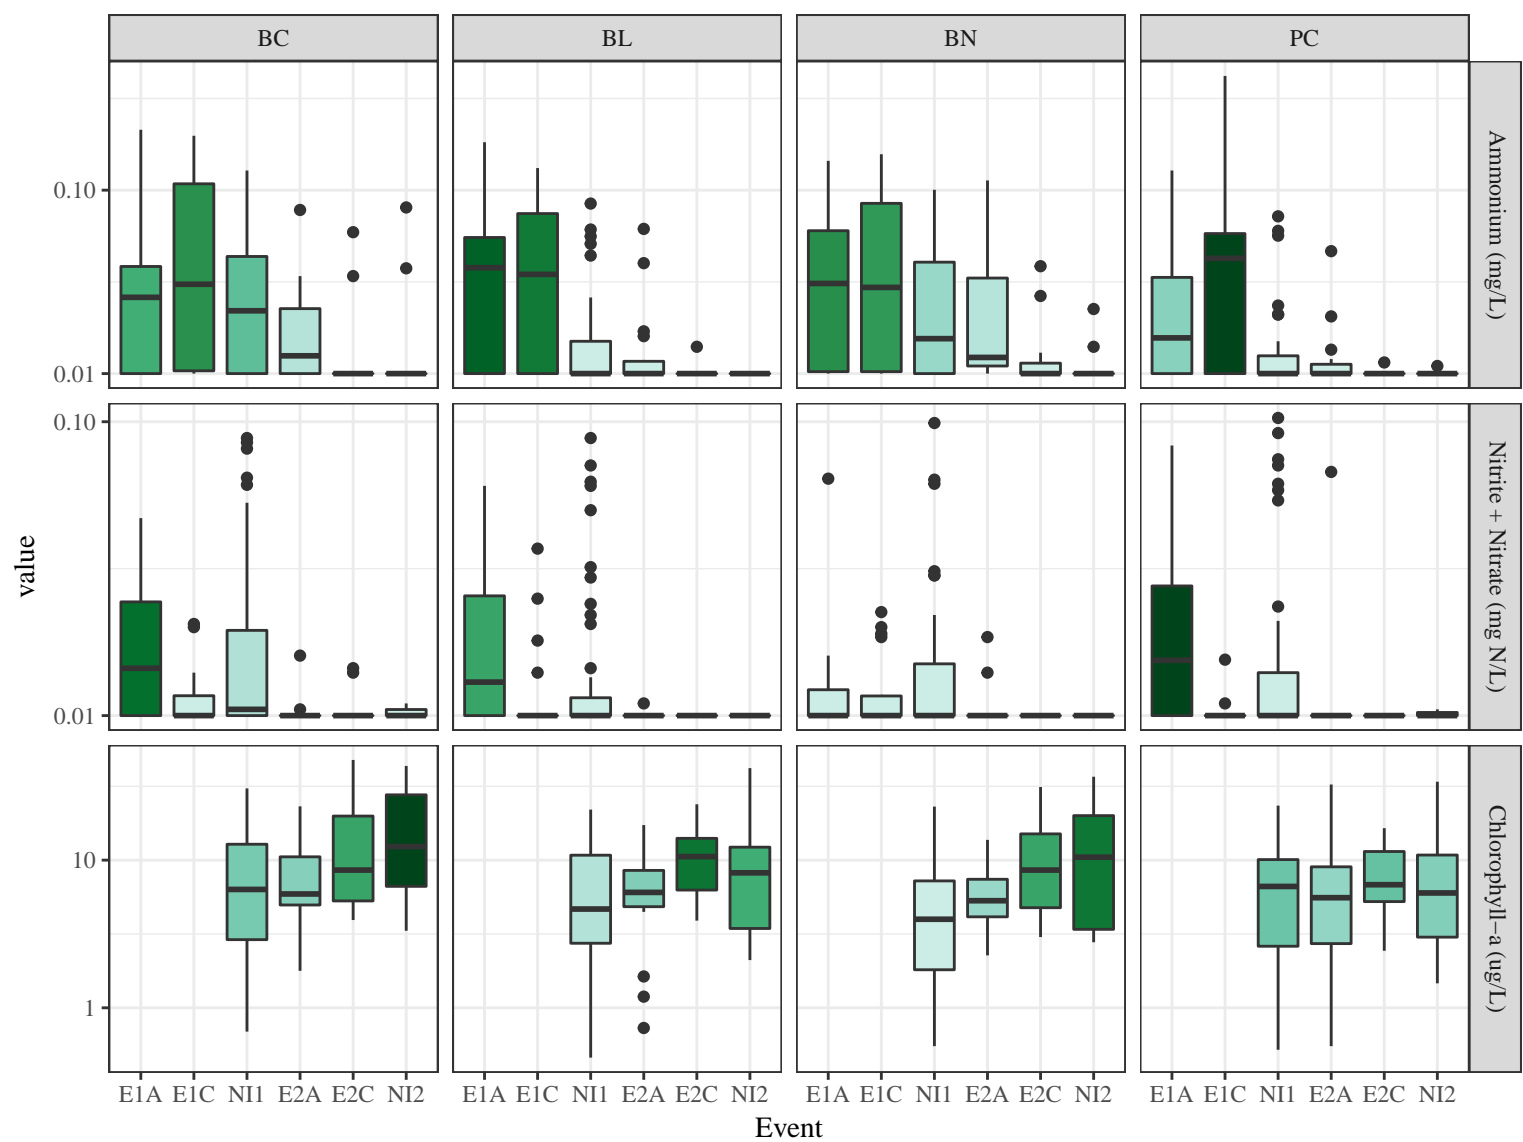 BC BL BN PC
0.10
0.01
Ammonium (mg/L)
0.10
0.01
Nitrite + Nitrate (mg N/L)
value
10
1
Chlorophyll−a (ug/L)
E1A E1C NI1 E2A E2C NI2 E1A E1C NI1 E2A E2C NI2 E1A E1C NI1 E2A E2C NI2 E1A E1C NI1 E2A E2C NI2
Event